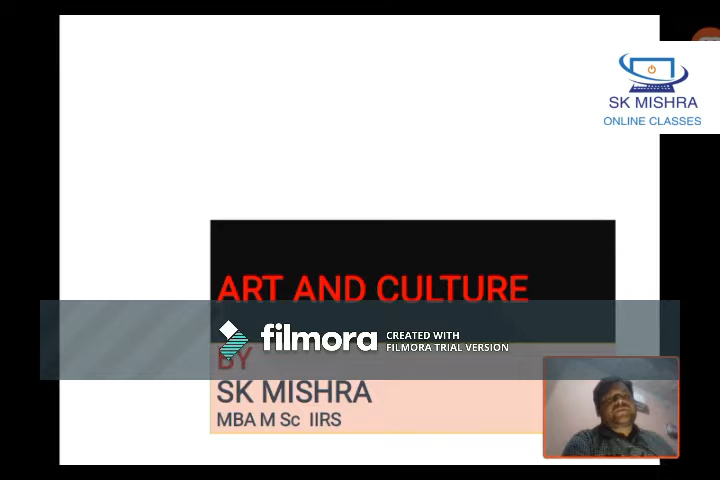 SK MISHRA
ONLINE CLASSES
ART AND CULTURE
filmora
CREATED WITH
FILMORA TRIAL VERSION
BY
SK MISHRA
MBA M Sc IIRS